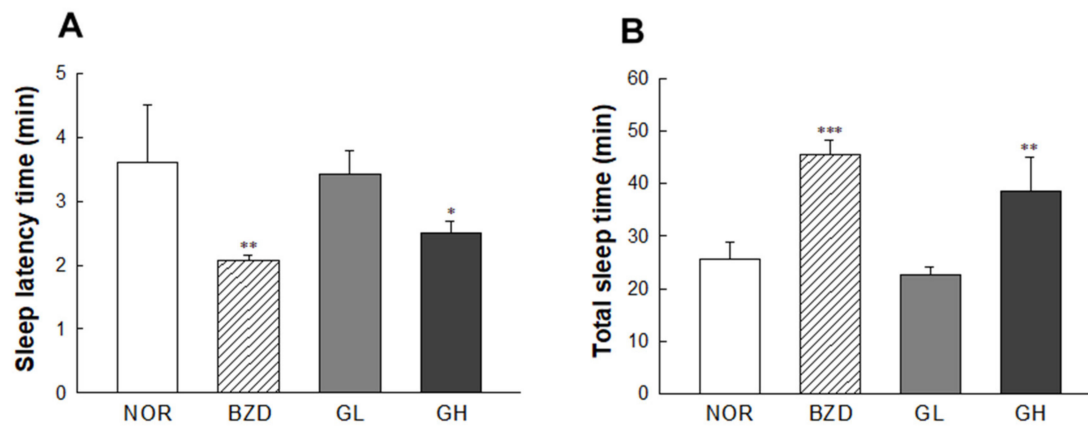 A
Sleep latency time (min)
5
4
3
2
1
0
**
*
NOR BZD GL GH
B
Total sleep time (min)
60
50
40
30
20
10
0
***
**
NOR BZD GL GH